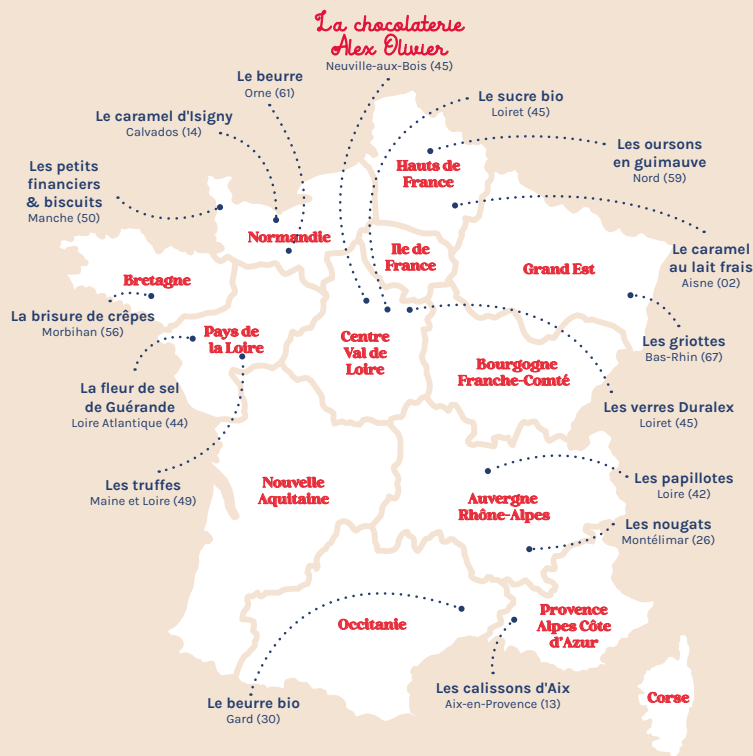 La chocolaterie
Alex Olivier
Neuville-aux-Bois (45)
Le beurre
Orne (61)
Le sucre bio
Loiret (45)
Le caramel d'Isigny
Calvados (14)
Les oursons
en guimauve
Nord (59)
Les petits
financiers
& biscuits
Manche (50)
Hauts de
France
Normandie
Ile de
France
Grand Est
Le caramel
au lait frais
Aisne (02)
Bretagne
La brisure de crêpes
Morbihan (56)
Pays de
la Loire
Centre
Val de
Loire
Les griottes
Bas-Rhin (67)
Bourgogne
Franche-Comté
La fleur de sel
de Guérande
Loire Atlantique (44)
Les verres Duralex
Loiret (45)
Les truffes
Maine et Loire (49)
Nouvelle
Aquitaine
Auvergne
Rhône-Alpes
Les papillotes
Loire (42)
Les nougats
Montélimar (26)
Occitanie
Provence
Alpes Côte
d'Azur
Le beurre bio
Gard (30)
Les calissons d'Aix
Aix-en-Provence (13)
Corse